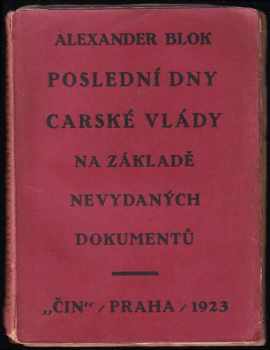 ALEXANDER BLOK
POSLEDNÍ DNY
CARSKÉ VLÁDY
NA ZÁKLADĚ
NEVYDANÝCH
DOKUMENTŮ
„ČIN“ / PRAHA / 1923